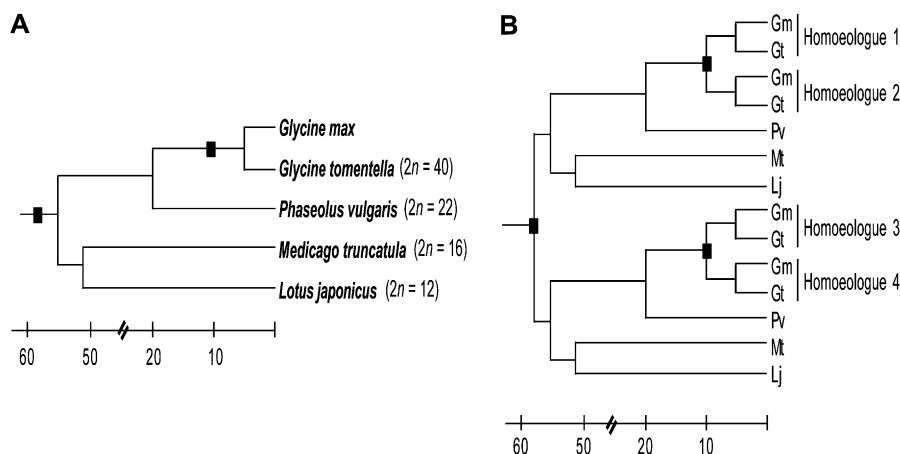 A
Glycine max
Glycine tomentella (2n = 40)
Phaseolus vulgaris (2n = 22)
Medicago truncatula (2n = 16)
Lotus japonicus (2n = 12)
60 50 20 10
B
Gm
Gt
Homoeologue 1
Gm
Gt
Homoeologue 2
Pv
Mt
Lj
Gm
Gt
Homoeologue 3
Gm
Gt
Homoeologue 4
Pv
Mt
Lj
60 50 20 10